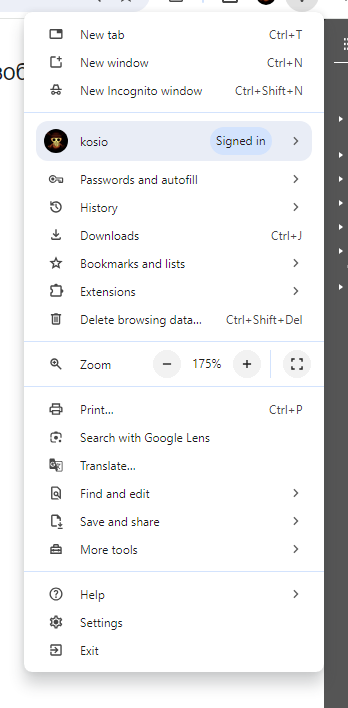 New tab Ctrl+T
New window Ctrl+N
New Incognito window Ctrl+Shift+N
kosio Signed in
Passwords and autofill
History
Downloads Ctrl+J
Bookmarks and lists
Extensions
Delete browsing data... Ctrl+Shift+Del
Zoom − 175% +
Print... Ctrl+P
Search with Google Lens
Translate...
Find and edit
Save and share
More tools
Help
Settings
Exit